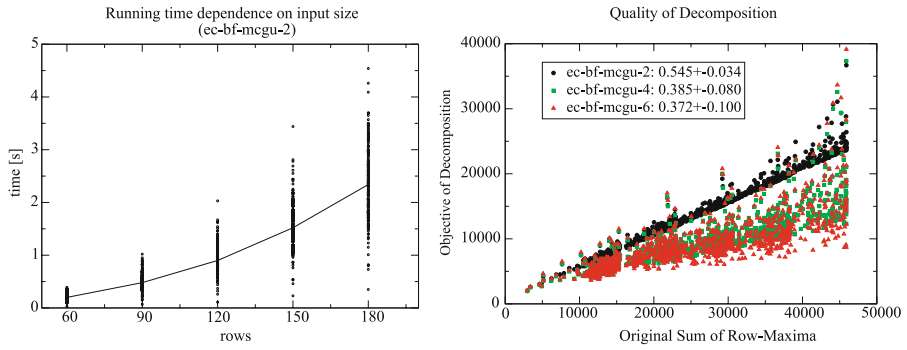 Running time dependence on input size
(ec-bf-mcgu-2)
5
4
3
2
1
0
time [s]
60
90
120
150
180
rows
Quality of Decomposition
40000
30000
20000
10000
0
Objective of Decomposition
ec-bf-mcgu-2: 0.545+-0.034
ec-bf-mcgu-4: 0.385+-0.080
ec-bf-mcgu-6: 0.372+-0.100
0
10000
20000
30000
40000
50000
Original Sum of Row-Maxima